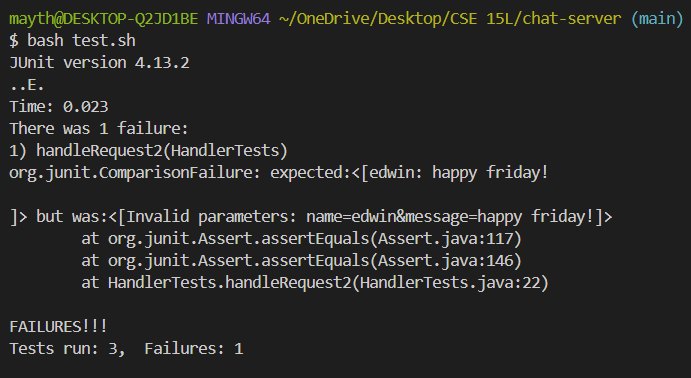 mayth@DESKTOP-Q2JD1BE MINGW64 ~/OneDrive/Desktop/CSE 15L/chat-server (main)
$ bash test.sh
JUnit version 4.13.2
..E.
Time: 0.023
There was 1 failure:
1) handleRequest2(HandlerTests)
org.junit.ComparisonFailure: expected:<[edwin: happy friday!

]> but was:<[Invalid parameters: name=edwin&message=happy friday!]>
        at org.junit.Assert.assertEquals(Assert.java:117)
        at org.junit.Assert.assertEquals(Assert.java:146)
        at HandlerTests.handleRequest2(HandlerTests.java:22)

FAILURES!!!
Tests run: 3,  Failures: 1